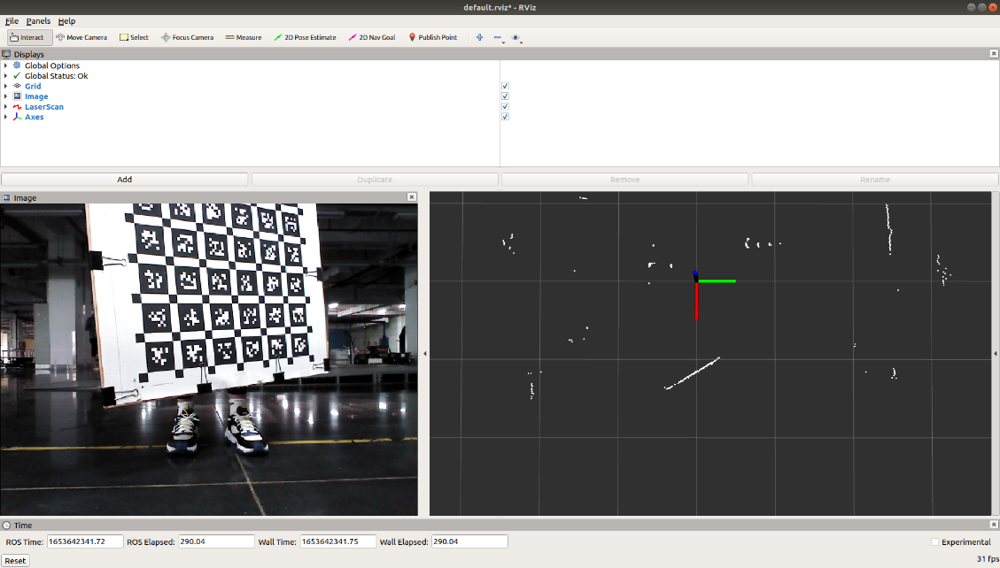 default.rviz* - RViz
File Panels Help
Interact Move Camera Select Focus Camera Measure 2D Pose Estimate 2D Nav Goal Publish Point
Displays
Global Options
Global Status: Ok
Grid
Image
LaserScan
Axes
Add Duplicate Remove Rename
Image
Time
ROS Time: 1653642341.72 ROS Elapsed: 290.04 Wall Time: 1653642341.75 Wall Elapsed: 290.04 Experimental
Reset 31 fps